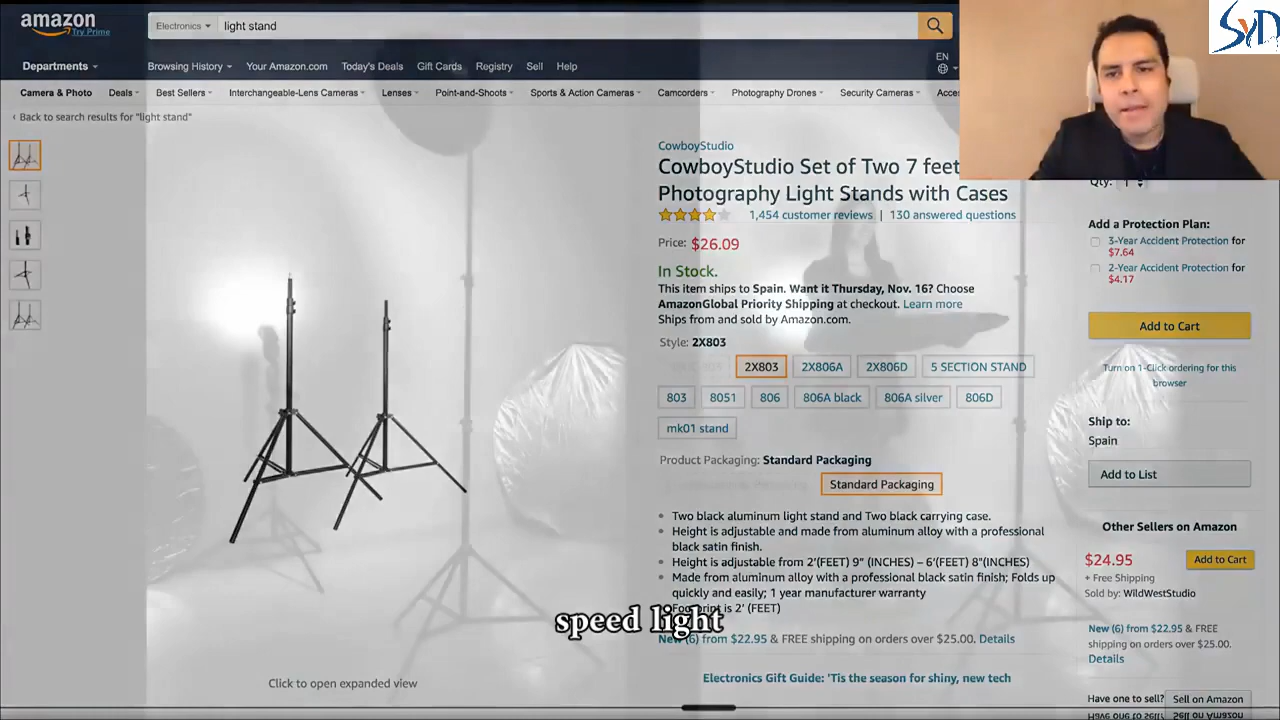 amazon
Try Prime
Electronics
light stand
Departments
Browsing History
Your Amazon.com
Today's Deals
Gift Cards
Registry
Sell
Help
EN
Camera & Photo
Deals
Best Sellers
Interchangeable-Lens Cameras
Lenses
Point-and-Shoots
Sports & Action Cameras
Camcorders
Photography Drones
Security Cameras
‹ Back to search results for "light stand"
SYD
CowboyStudio
CowboyStudio Set of Two 7 feet
Photography Light Stands with Cases
1,454 customer reviews | 130 answered questions
Price: $26.09
In Stock.
This item ships to Spain. Want it Thursday, Nov. 16? Choose
AmazonGlobal Priority Shipping at checkout. Learn more
Ships from and sold by Amazon.com.
Style: 2X803
2X803
2X806A
2X806D
5 SECTION STAND
803
8051
806
806A black
806A silver
806D
mk01 stand
Product Packaging: Standard Packaging
Standard Packaging
Two black aluminum light stand and Two black carrying case.
Height is adjustable and made from aluminum alloy with a professional
black satin finish.
Height is adjustable from 2'(FEET) 9" (INCHES) – 6'(FEET) 8"(INCHES)
Made from aluminum alloy with a professional black satin finish; Folds up
quickly and easily; 1 year manufacturer warranty
Footprint is 2' (FEET)
speed light
New (6) from $22.95 & FREE shipping on orders over $25.00. Details
Electronics Gift Guide: 'Tis the season for shiny, new tech
Click to open expanded view
Qty: 1
Add a Protection Plan:
3-Year Accident Protection for
$7.64
2-Year Accident Protection for
$4.17
Add to Cart
Turn on 1-Click ordering for this
browser
Ship to:
Spain
Add to List
Other Sellers on Amazon
$24.95
Add to Cart
+ Free Shipping
Sold by: WildWestStudio
New (6) from $22.95 & FREE
shipping on orders over $25.00.
Details
Have one to sell?
Sell on Amazon